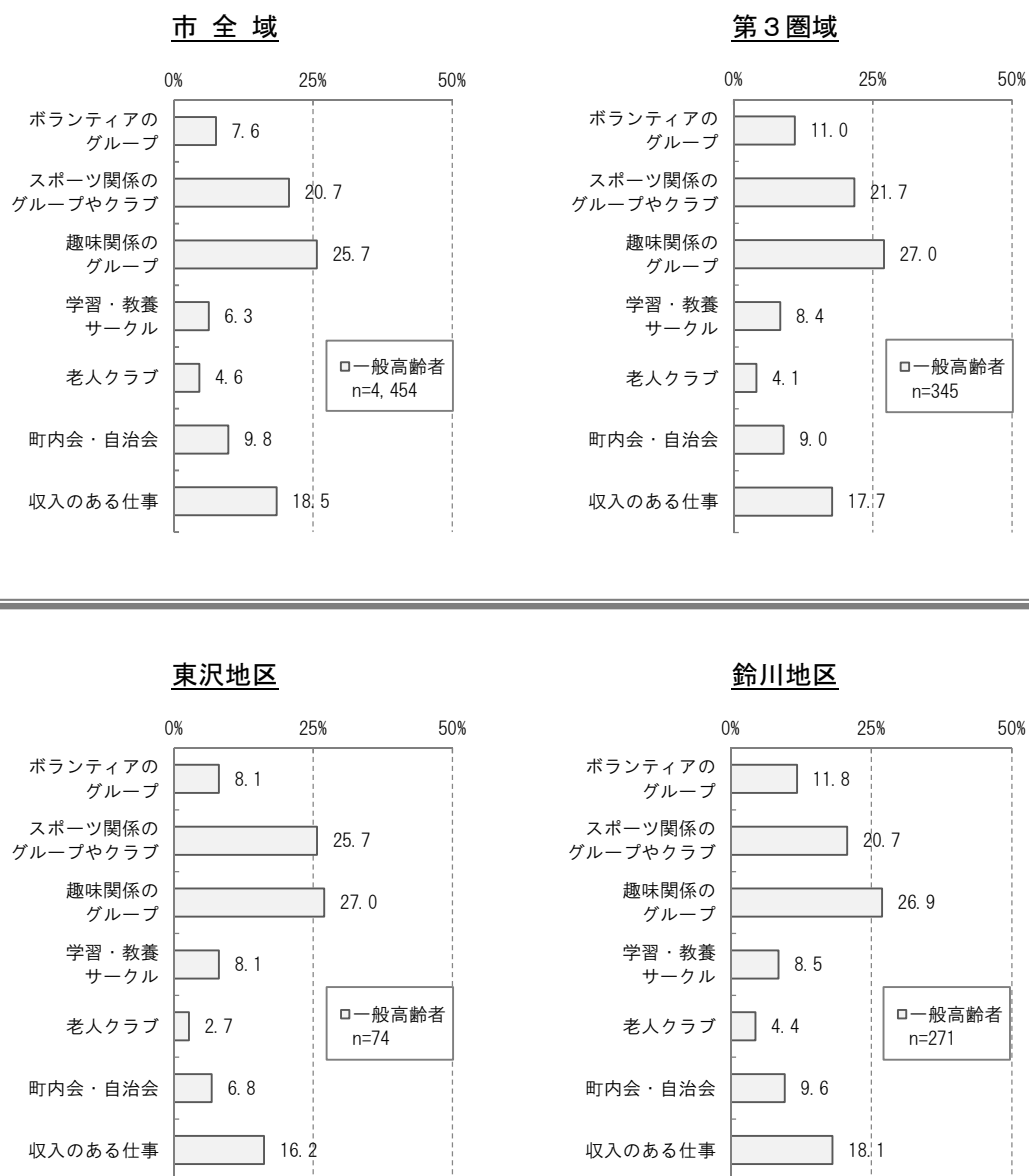 市 全 域
0% 25% 50%
ボランティアの
グループ
7.6
スポーツ関係の
グループやクラブ
20.7
趣味関係の
グループ
25.7
学習・教養
サークル
6.3
老人クラブ
4.6
町内会・自治会
9.8
収入のある仕事
18.5
一般高齢者
n=4,454
第3圏域
0% 25% 50%
ボランティアの
グループ
11.0
スポーツ関係の
グループやクラブ
21.7
趣味関係の
グループ
27.0
学習・教養
サークル
8.4
老人クラブ
4.1
町内会・自治会
9.0
収入のある仕事
17.7
一般高齢者
n=345
東沢地区
0% 25% 50%
ボランティアの
グループ
8.1
スポーツ関係の
グループやクラブ
25.7
趣味関係の
グループ
27.0
学習・教養
サークル
8.1
老人クラブ
2.7
町内会・自治会
6.8
収入のある仕事
16.2
一般高齢者
n=74
鈴川地区
0% 25% 50%
ボランティアの
グループ
11.8
スポーツ関係の
グループやクラブ
20.7
趣味関係の
グループ
26.9
学習・教養
サークル
8.5
老人クラブ
4.4
町内会・自治会
9.6
収入のある仕事
18.1
一般高齢者
n=271